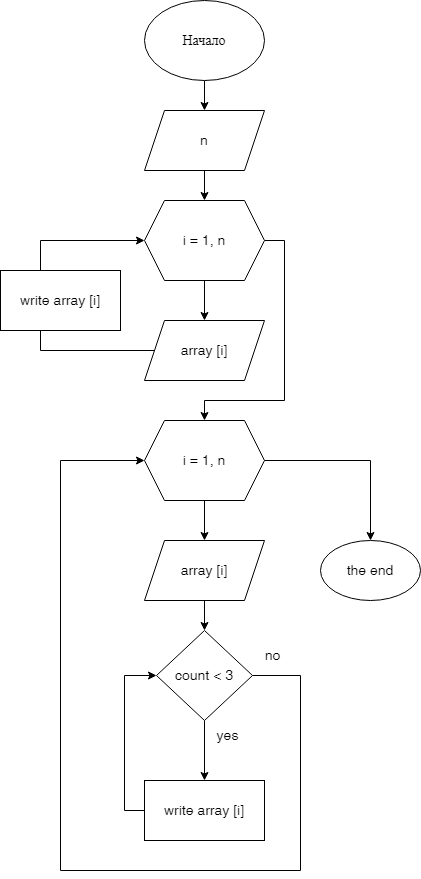 Начало
n
i = 1, n
write array [i]
array [i]
i = 1, n
array [i]
the end
no
count < 3
yes
write array [i]